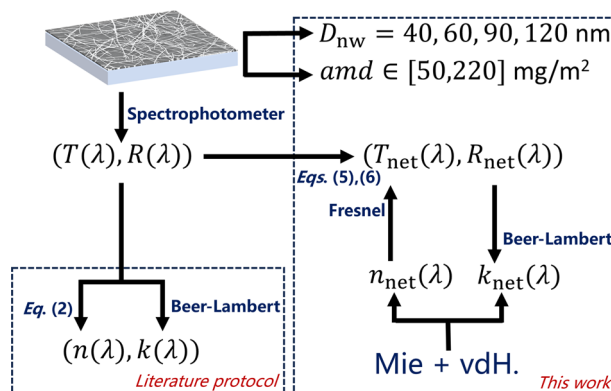 D_nw = 40, 60, 90, 120 nm
amd ∈ [50,220] mg/m²
Spectrophotometer
(T(λ), R(λ))
(T_net(λ), R_net(λ))
Eqs. (5),(6)
Fresnel
Beer-Lambert
n_net(λ) k_net(λ)
Eq. (2)
Beer-Lambert
(n(λ), k(λ))
Mie + vdH.
Literature protocol
This work